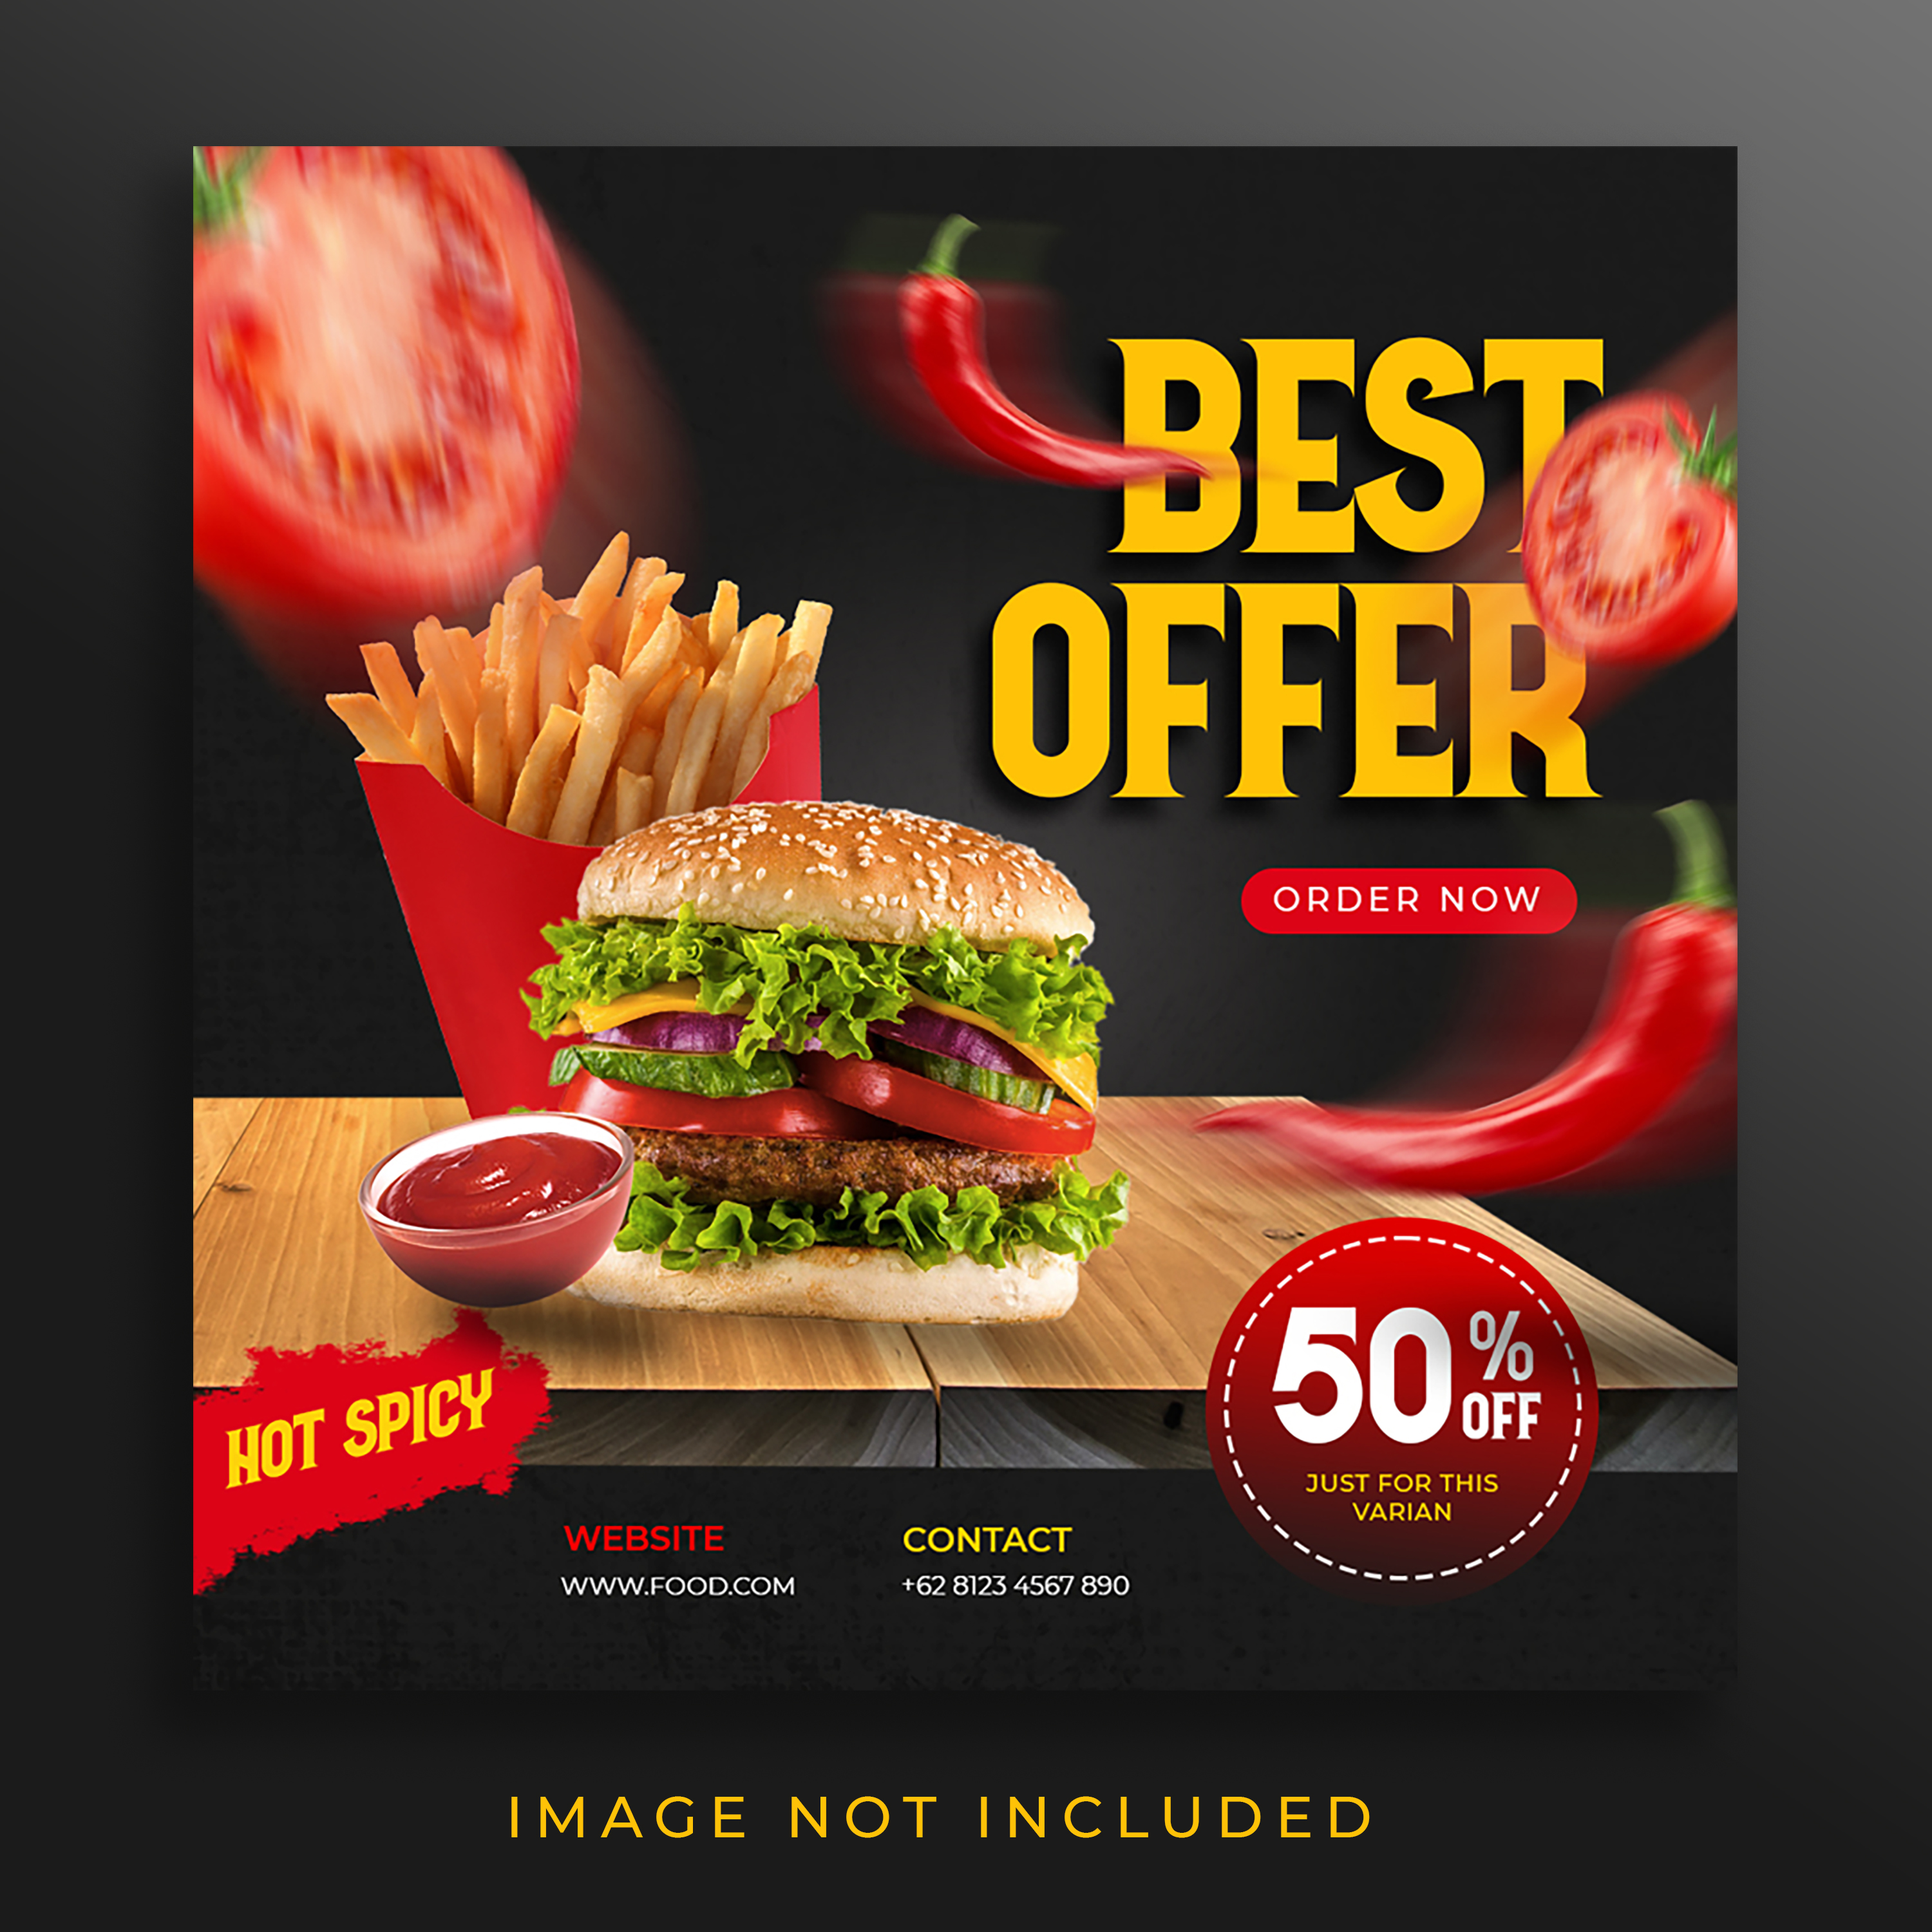 BEST
OFFER
ORDER NOW
50% OFF
JUST FOR THIS
VARIAN
HOT SPICY
WEBSITE
WWW.FOOD.COM
CONTACT
+62 8123 4567 890
IMAGE NOT INCLUDED